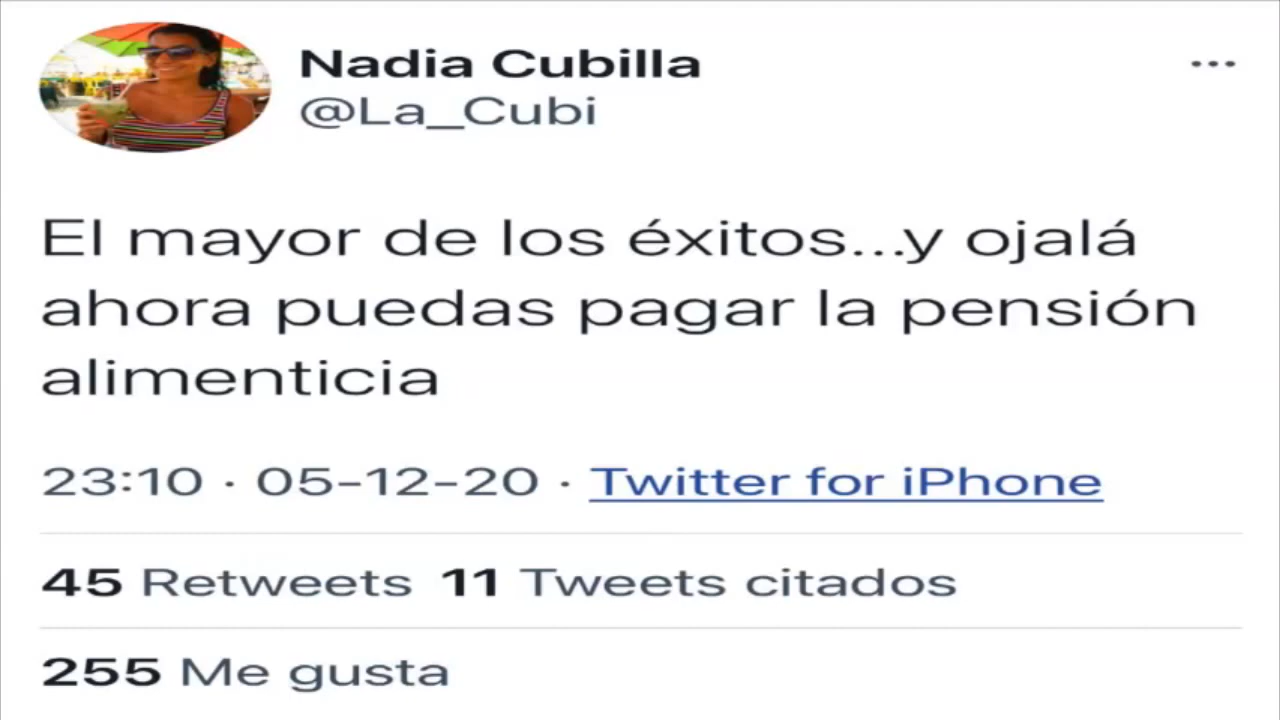 Nadia Cubilla
@La_Cubi
El mayor de los éxitos...y ojalá
ahora puedas pagar la pensión
alimenticia
23:10 · 05-12-20 · Twitter for iPhone
45 Retweets 11 Tweets citados
255 Me gusta